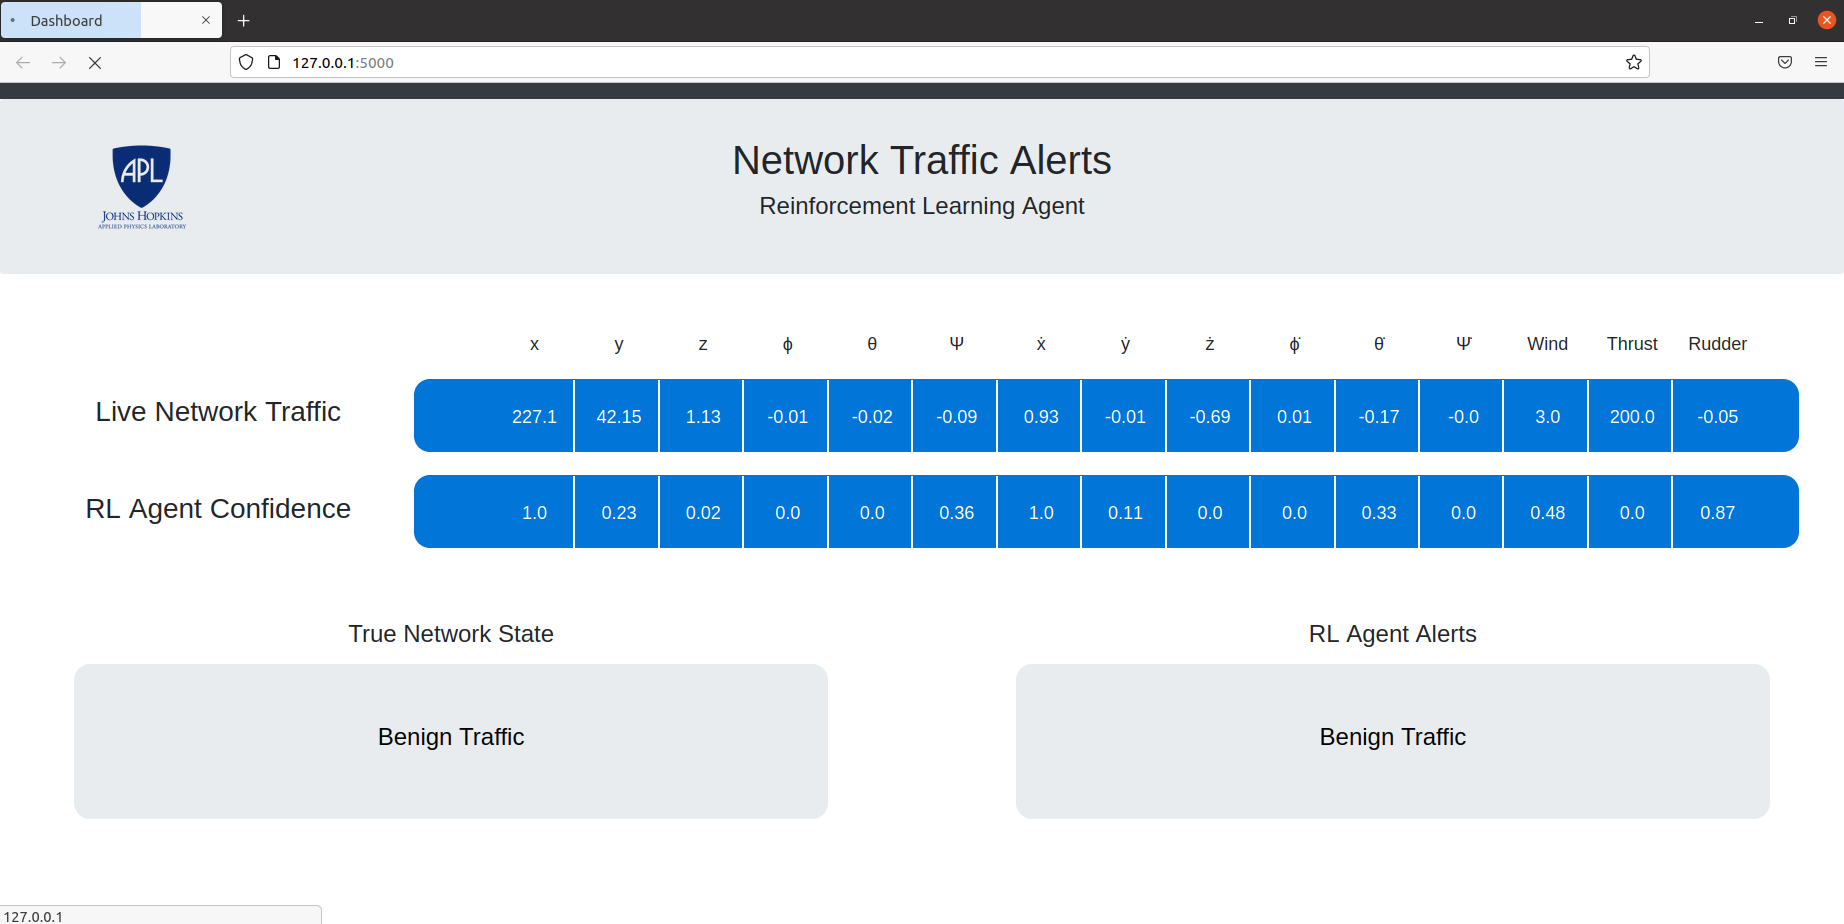 Dashboard
127.0.0.1:5000
APL
JOHNS HOPKINS
APPLIED PHYSICS LABORATORY
Network Traffic Alerts
Reinforcement Learning Agent
x y z ϕ θ Ψ ẋ ẏ ż ϕ̇ θ̇ Ψ̇ Wind Thrust Rudder
Live Network Traffic 227.1 42.15 1.13 -0.01 -0.02 -0.09 0.93 -0.01 -0.69 0.01 -0.17 -0.0 3.0 200.0 -0.05
RL Agent Confidence 1.0 0.23 0.02 0.0 0.0 0.36 1.0 0.11 0.0 0.0 0.33 0.0 0.48 0.0 0.87
True Network State RL Agent Alerts
Benign Traffic Benign Traffic
127.0.0.1